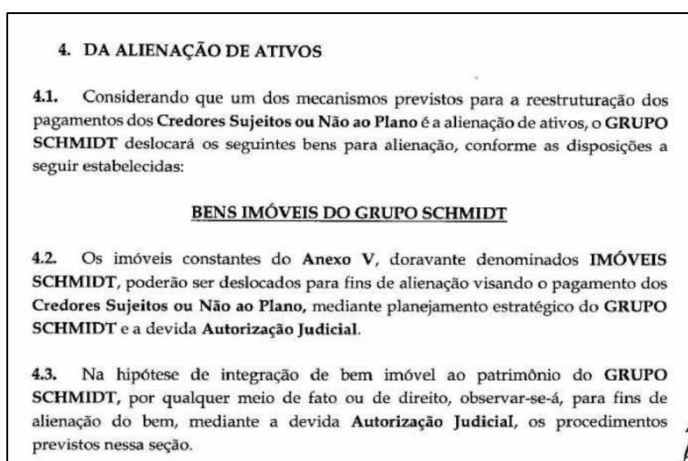 4. DA ALIENAÇÃO DE ATIVOS
4.1. Considerando que um dos mecanismos previstos para a reestruturação dos
pagamentos dos Credores Sujeitos ou Não ao Plano é a alienação de ativos, o GRUPO
SCHMIDT deslocará os seguintes bens para alienação, conforme as disposições a
seguir estabelecidas:
BENS IMÓVEIS DO GRUPO SCHMIDT
4.2. Os imóveis constantes do Anexo V, doravante denominados IMÓVEIS
SCHMIDT, poderão ser deslocados para fins de alienação visando o pagamento dos
Credores Sujeitos ou Não ao Plano, mediante planejamento estratégico do GRUPO
SCHMIDT e a devida Autorização Judicial.
4.3. Na hipótese de integração de bem imóvel ao patrimônio do GRUPO
SCHMIDT, por qualquer meio de fato ou de direito, observar-se-á, para fins de
alienação do bem, mediante a devida Autorização Judicial, os procedimentos
previstos nessa seção.